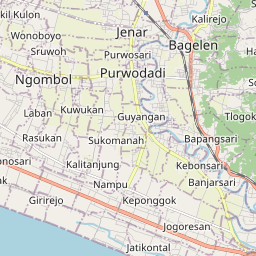 kil Kulon
Jenar
Kalirejo
Wonoboyo
Sruwoh
Purwosari
Bagelen
Ngombol
Purwodadi
Laban
Kuwukan
Guyangan
Tlogok
Rasukan
Sukomanah
Bapangsari
onosari
Kalitanjung
Kebonsari
Nampu
Banjarsari
Girirejo
Keponggok
Jogoresan
Jatikontal